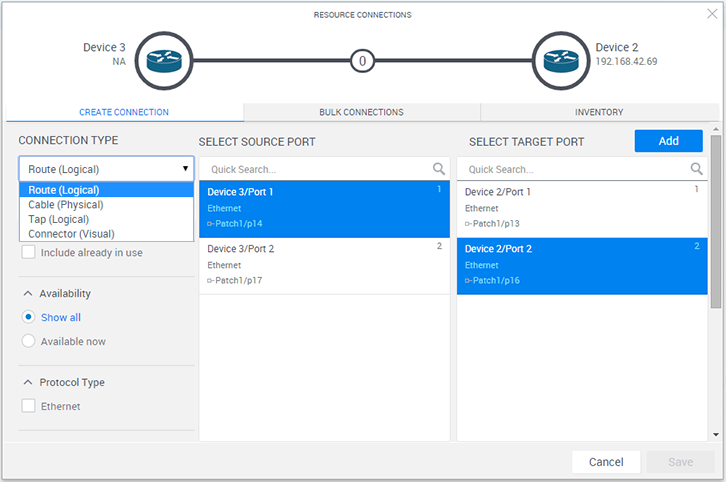 RESOURCE CONNECTIONS
Device 3
NA
0
Device 2
192.168.42.69
CREATE CONNECTION
BULK CONNECTIONS
INVENTORY
CONNECTION TYPE
Route (Logical)
Route (Logical)
Cable (Physical)
Tap (Logical)
Connector (Visual)
Include already in use
Availability
Show all
Available now
Protocol Type
Ethernet
SELECT SOURCE PORT
Quick Search...
Device 3/Port 1
1
Ethernet
Patch1/p14
Device 3/Port 2
2
Ethernet
Patch1/p17
SELECT TARGET PORT
Add
Quick Search...
Device 2/Port 1
1
Ethernet
Patch1/p13
Device 2/Port 2
2
Ethernet
Patch1/p16
Cancel
Save